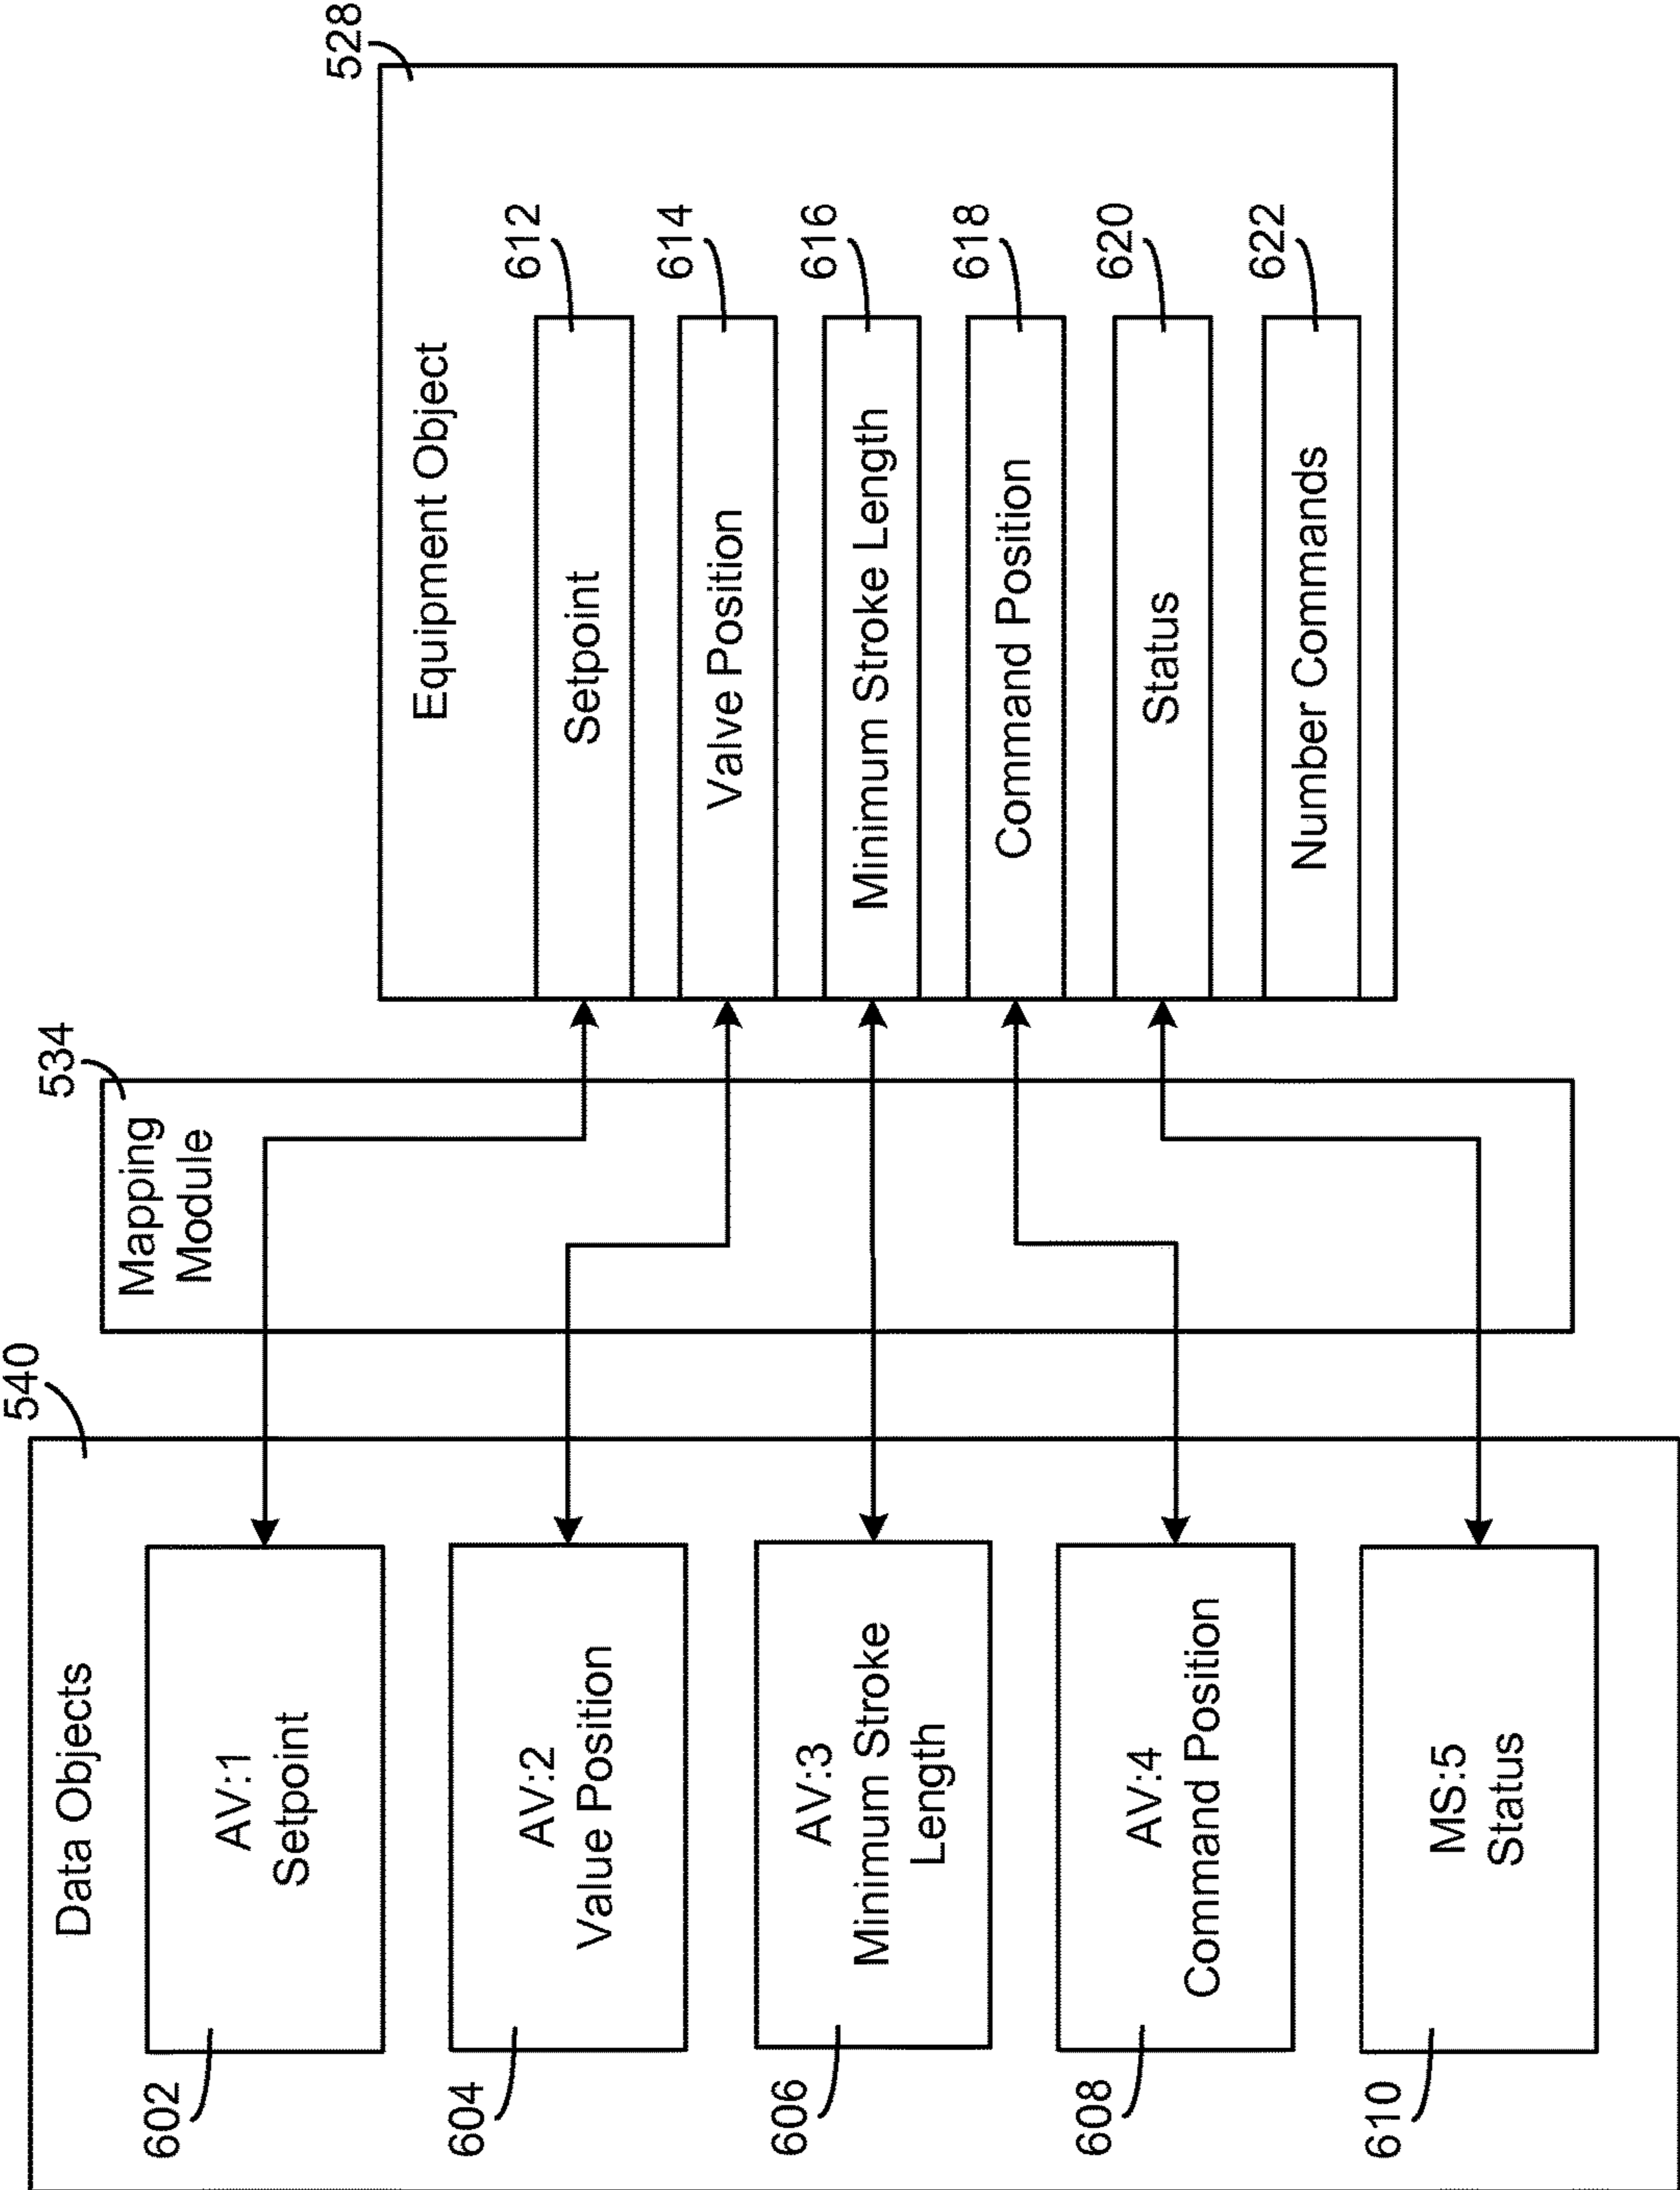 540
Data Objects
602
AV:1
Setpoint
604
AV:2
Value Position
606
AV:3
Minimum Stroke
Length
608
AV:4
Command Position
610
MS:5
Status
534
Mapping
Module
528
Equipment Object
Setpoint
612
Valve Position
614
Minimum Stroke Length
616
Command Position
618
Status
620
Number Commands
622